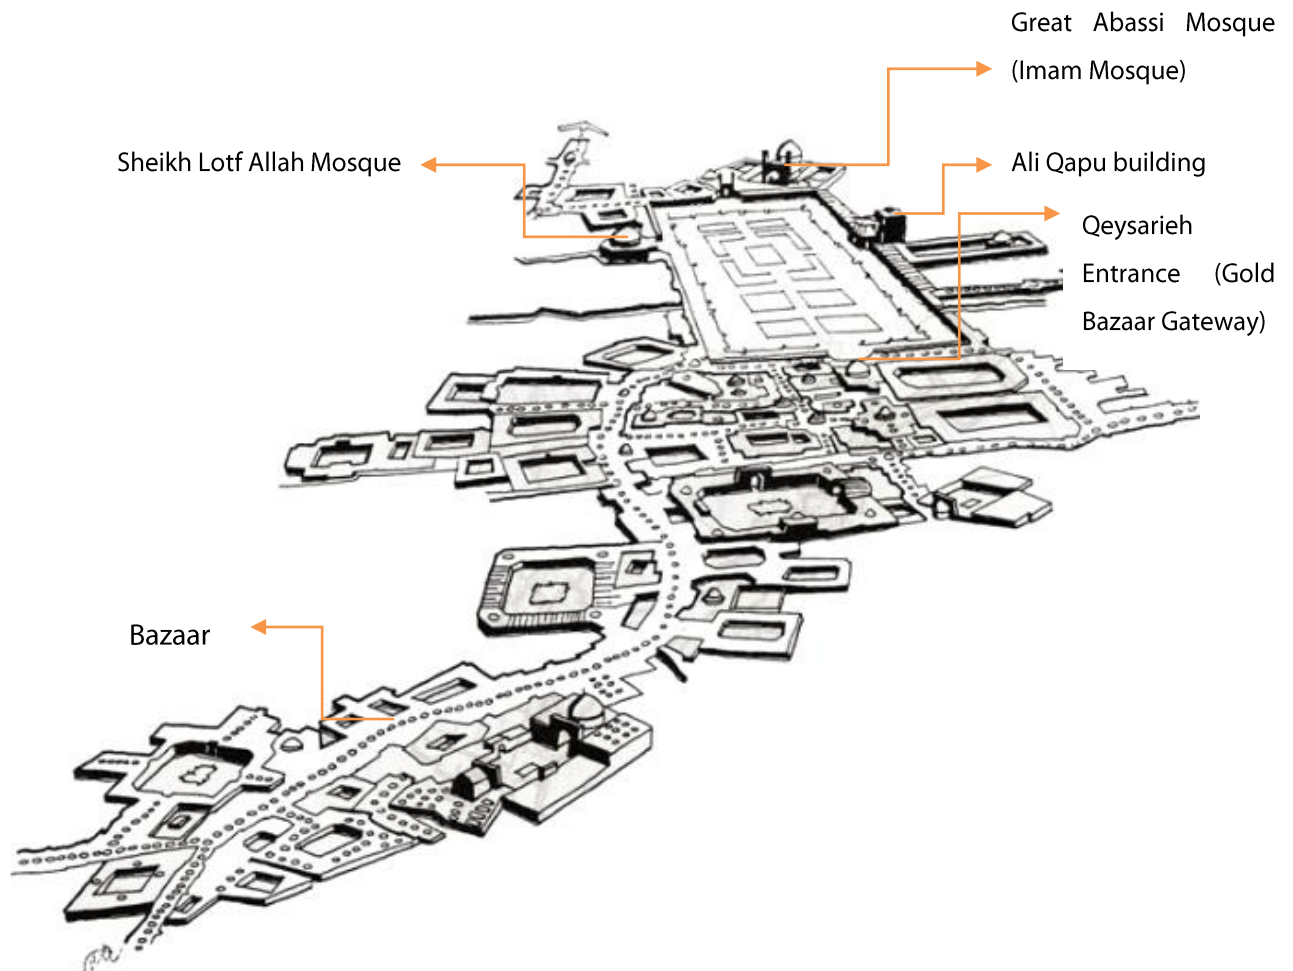 Great Abassi Mosque
(Imam Mosque)
Sheikh Lotf Allah Mosque
Ali Qapu building
Qeysarieh
Entrance (Gold
Bazaar Gateway)
Bazaar